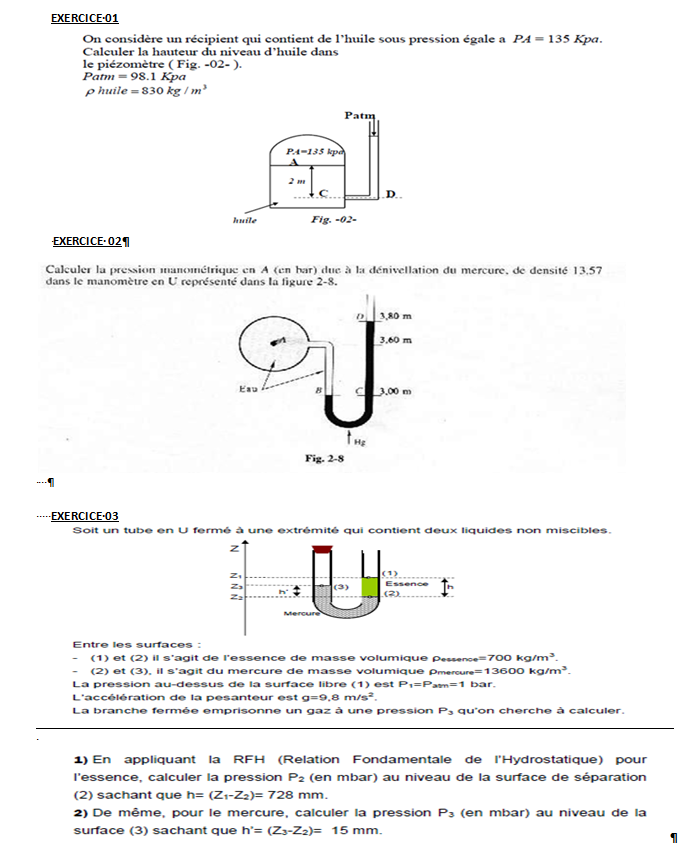 EXERCICE·01
On considère un récipient qui contient de l'huile sous pression égale a PA = 135 Kpa.
Calculer la hauteur du niveau d'huile dans
le piézomètre ( Fig. -02- ).
Patm = 98.1 Kpa
ρ huile = 830 kg / m³
Patm
PA=135 kpa
A
2 m
C
D
huile
Fig. -02-
·EXERCICE· 02¶
Calculer la pression manométrique en A (en bar) due à la dénivellation du mercure, de densité 13.57
dans le manomètre en U représenté dans la figure 2-8.
D
3,80 m
A
3,60 m
Eau
B
C
3,00 m
Hg
Fig. 2-8
····¶
·····EXERCICE·03
Soit un tube en U fermé à une extrémité qui contient deux liquides non miscibles.
Z
Z₁
(1)
Z₃
(3)
Essence
h
h'
Z₂
(2)
Mercure
Entre les surfaces :
- (1) et (2) il s'agit de l'essence de masse volumique ρessence=700 kg/m³.
- (2) et (3), il s'agit du mercure de masse volumique ρmercure=13600 kg/m³.
La pression au-dessus de la surface libre (1) est P₁=Patm=1 bar.
L'accélération de la pesanteur est g=9,8 m/s².
La branche fermée emprisonne un gaz à une pression P₃ qu'on cherche à calculer.
.
1) En appliquant la RFH (Relation Fondamentale de l'Hydrostatique) pour
l'essence, calculer la pression P₂ (en mbar) au niveau de la surface de séparation
(2) sachant que h= (Z₁-Z₂)= 728 mm.
2) De même, pour le mercure, calculer la pression P₃ (en mbar) au niveau de la
surface (3) sachant que h'= (Z₃-Z₂)= 15 mm.
¶